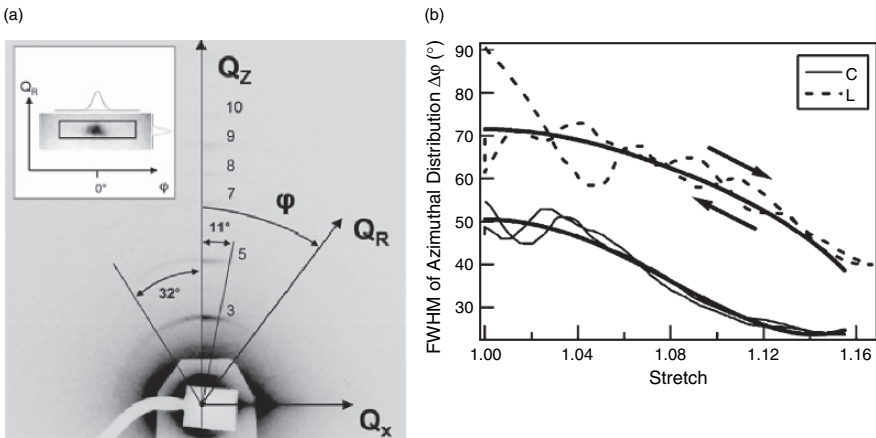 (a)
(b)
Q_R
0°
φ
Q_Z
10
9
8
7
φ
11°
Q_R
5
32°
3
Q_x
FWHM of Azimuthal Distribution Δφ (°)
90
80
70
60
50
40
30
C
L
1.00
1.04
1.08
1.12
1.16
Stretch